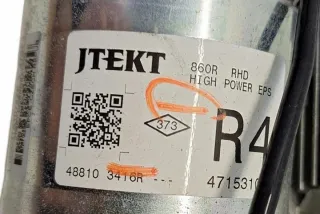 JTEKT
860R RHD
HIGH POWER EPS
373
R4
48810 3416R ---
4715310